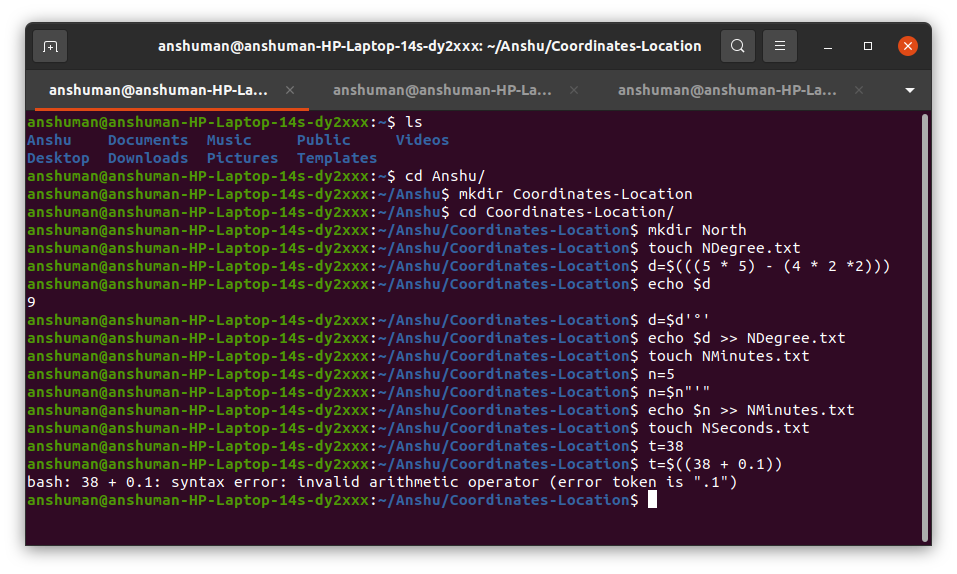 anshuman@anshuman-HP-Laptop-14s-dy2xxx: ~/Anshu/Coordinates-Location
anshuman@anshuman-HP-La... anshuman@anshuman-HP-La... anshuman@anshuman-HP-La...
anshuman@anshuman-HP-Laptop-14s-dy2xxx:~$ ls
Anshu    Documents  Music     Public     Videos
Desktop  Downloads  Pictures  Templates
anshuman@anshuman-HP-Laptop-14s-dy2xxx:~$ cd Anshu/
anshuman@anshuman-HP-Laptop-14s-dy2xxx:~/Anshu$ mkdir Coordinates-Location
anshuman@anshuman-HP-Laptop-14s-dy2xxx:~/Anshu$ cd Coordinates-Location/
anshuman@anshuman-HP-Laptop-14s-dy2xxx:~/Anshu/Coordinates-Location$ mkdir North
anshuman@anshuman-HP-Laptop-14s-dy2xxx:~/Anshu/Coordinates-Location$ touch NDegree.txt
anshuman@anshuman-HP-Laptop-14s-dy2xxx:~/Anshu/Coordinates-Location$ d=$(((5 * 5) - (4 * 2 *2)))
anshuman@anshuman-HP-Laptop-14s-dy2xxx:~/Anshu/Coordinates-Location$ echo $d
9
anshuman@anshuman-HP-Laptop-14s-dy2xxx:~/Anshu/Coordinates-Location$ d=$d'°'
anshuman@anshuman-HP-Laptop-14s-dy2xxx:~/Anshu/Coordinates-Location$ echo $d >> NDegree.txt
anshuman@anshuman-HP-Laptop-14s-dy2xxx:~/Anshu/Coordinates-Location$ touch NMinutes.txt
anshuman@anshuman-HP-Laptop-14s-dy2xxx:~/Anshu/Coordinates-Location$ n=5
anshuman@anshuman-HP-Laptop-14s-dy2xxx:~/Anshu/Coordinates-Location$ n=$n"'"
anshuman@anshuman-HP-Laptop-14s-dy2xxx:~/Anshu/Coordinates-Location$ echo $n >> NMinutes.txt
anshuman@anshuman-HP-Laptop-14s-dy2xxx:~/Anshu/Coordinates-Location$ touch NSeconds.txt
anshuman@anshuman-HP-Laptop-14s-dy2xxx:~/Anshu/Coordinates-Location$ t=38
anshuman@anshuman-HP-Laptop-14s-dy2xxx:~/Anshu/Coordinates-Location$ t=$((38 + 0.1))
bash: 38 + 0.1: syntax error: invalid arithmetic operator (error token is ".1")
anshuman@anshuman-HP-Laptop-14s-dy2xxx:~/Anshu/Coordinates-Location$